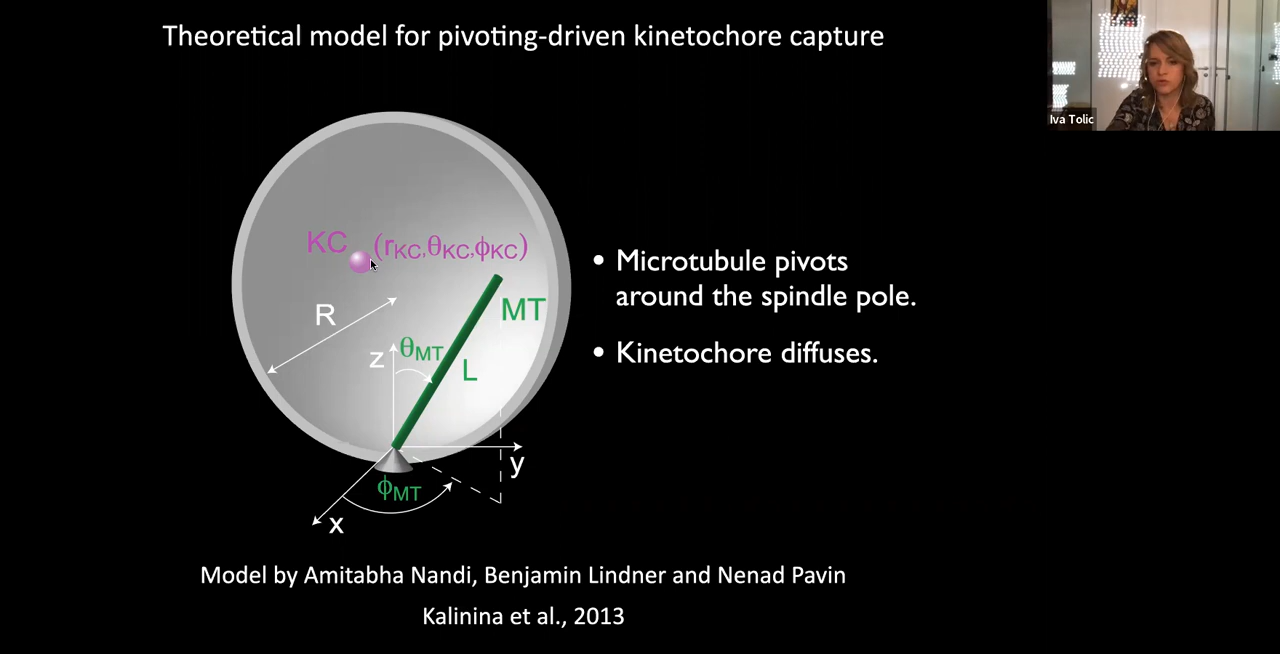 Theoretical model for pivoting-driven kinetochore capture
Iva Tolic
KC (rKC,θKC,ϕKC)
R
MT
z
θMT
L
y
ϕMT
x
• Microtubule pivots
around the spindle pole.
• Kinetochore diffuses.
Model by Amitabha Nandi, Benjamin Lindner and Nenad Pavin
Kalinina et al., 2013